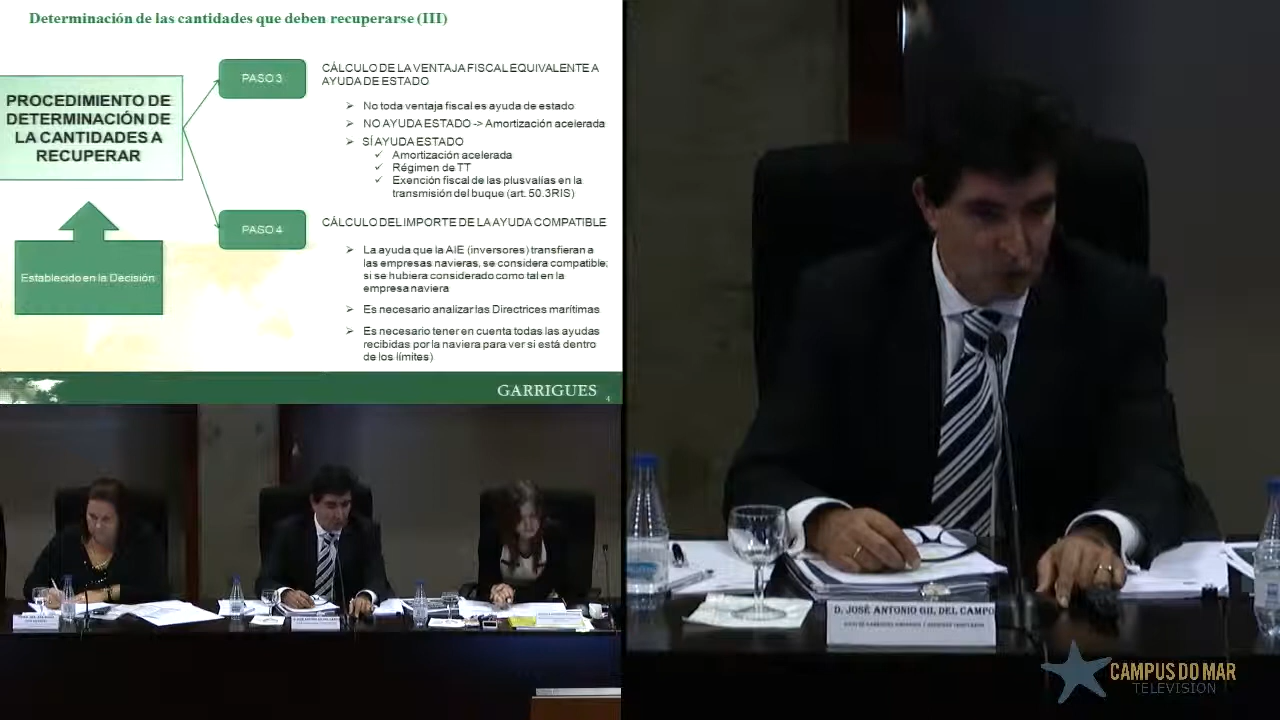 Determinación de las cantidades que deben recuperarse (III)
PROCEDIMIENTO DE
DETERMINACIÓN DE
LA CANTIDADES A
RECUPERAR
Establecido en la Decisión
PASO 3
CÁLCULO DE LA VENTAJA FISCAL EQUIVALENTE A
AYUDA DE ESTADO
No toda ventaja fiscal es ayuda de estado
NO AYUDA ESTADO -> Amortización acelerada
SÍ AYUDA ESTADO
Amortización acelerada
Régimen de TT
Exención fiscal de las plusvalías en la
transmisión del buque (art. 50.3RIS)
PASO 4
CÁLCULO DEL IMPORTE DE LA AYUDA COMPATIBLE
La ayuda que la AIE (inversores) transfieran a
las empresas navieras, se considera compatible;
si se hubiera considerado como tal en la
empresa naviera
Es necesario analizar las Directrices marítimas
Es necesario tener en cuenta todas las ayudas
recibidas por la naviera para ver si está dentro
de los límites)
GARRIGUES
4
D. JOSÉ ANTONIO GIL DEL CAMPO
CAMPUS DO MAR
TELEVISION